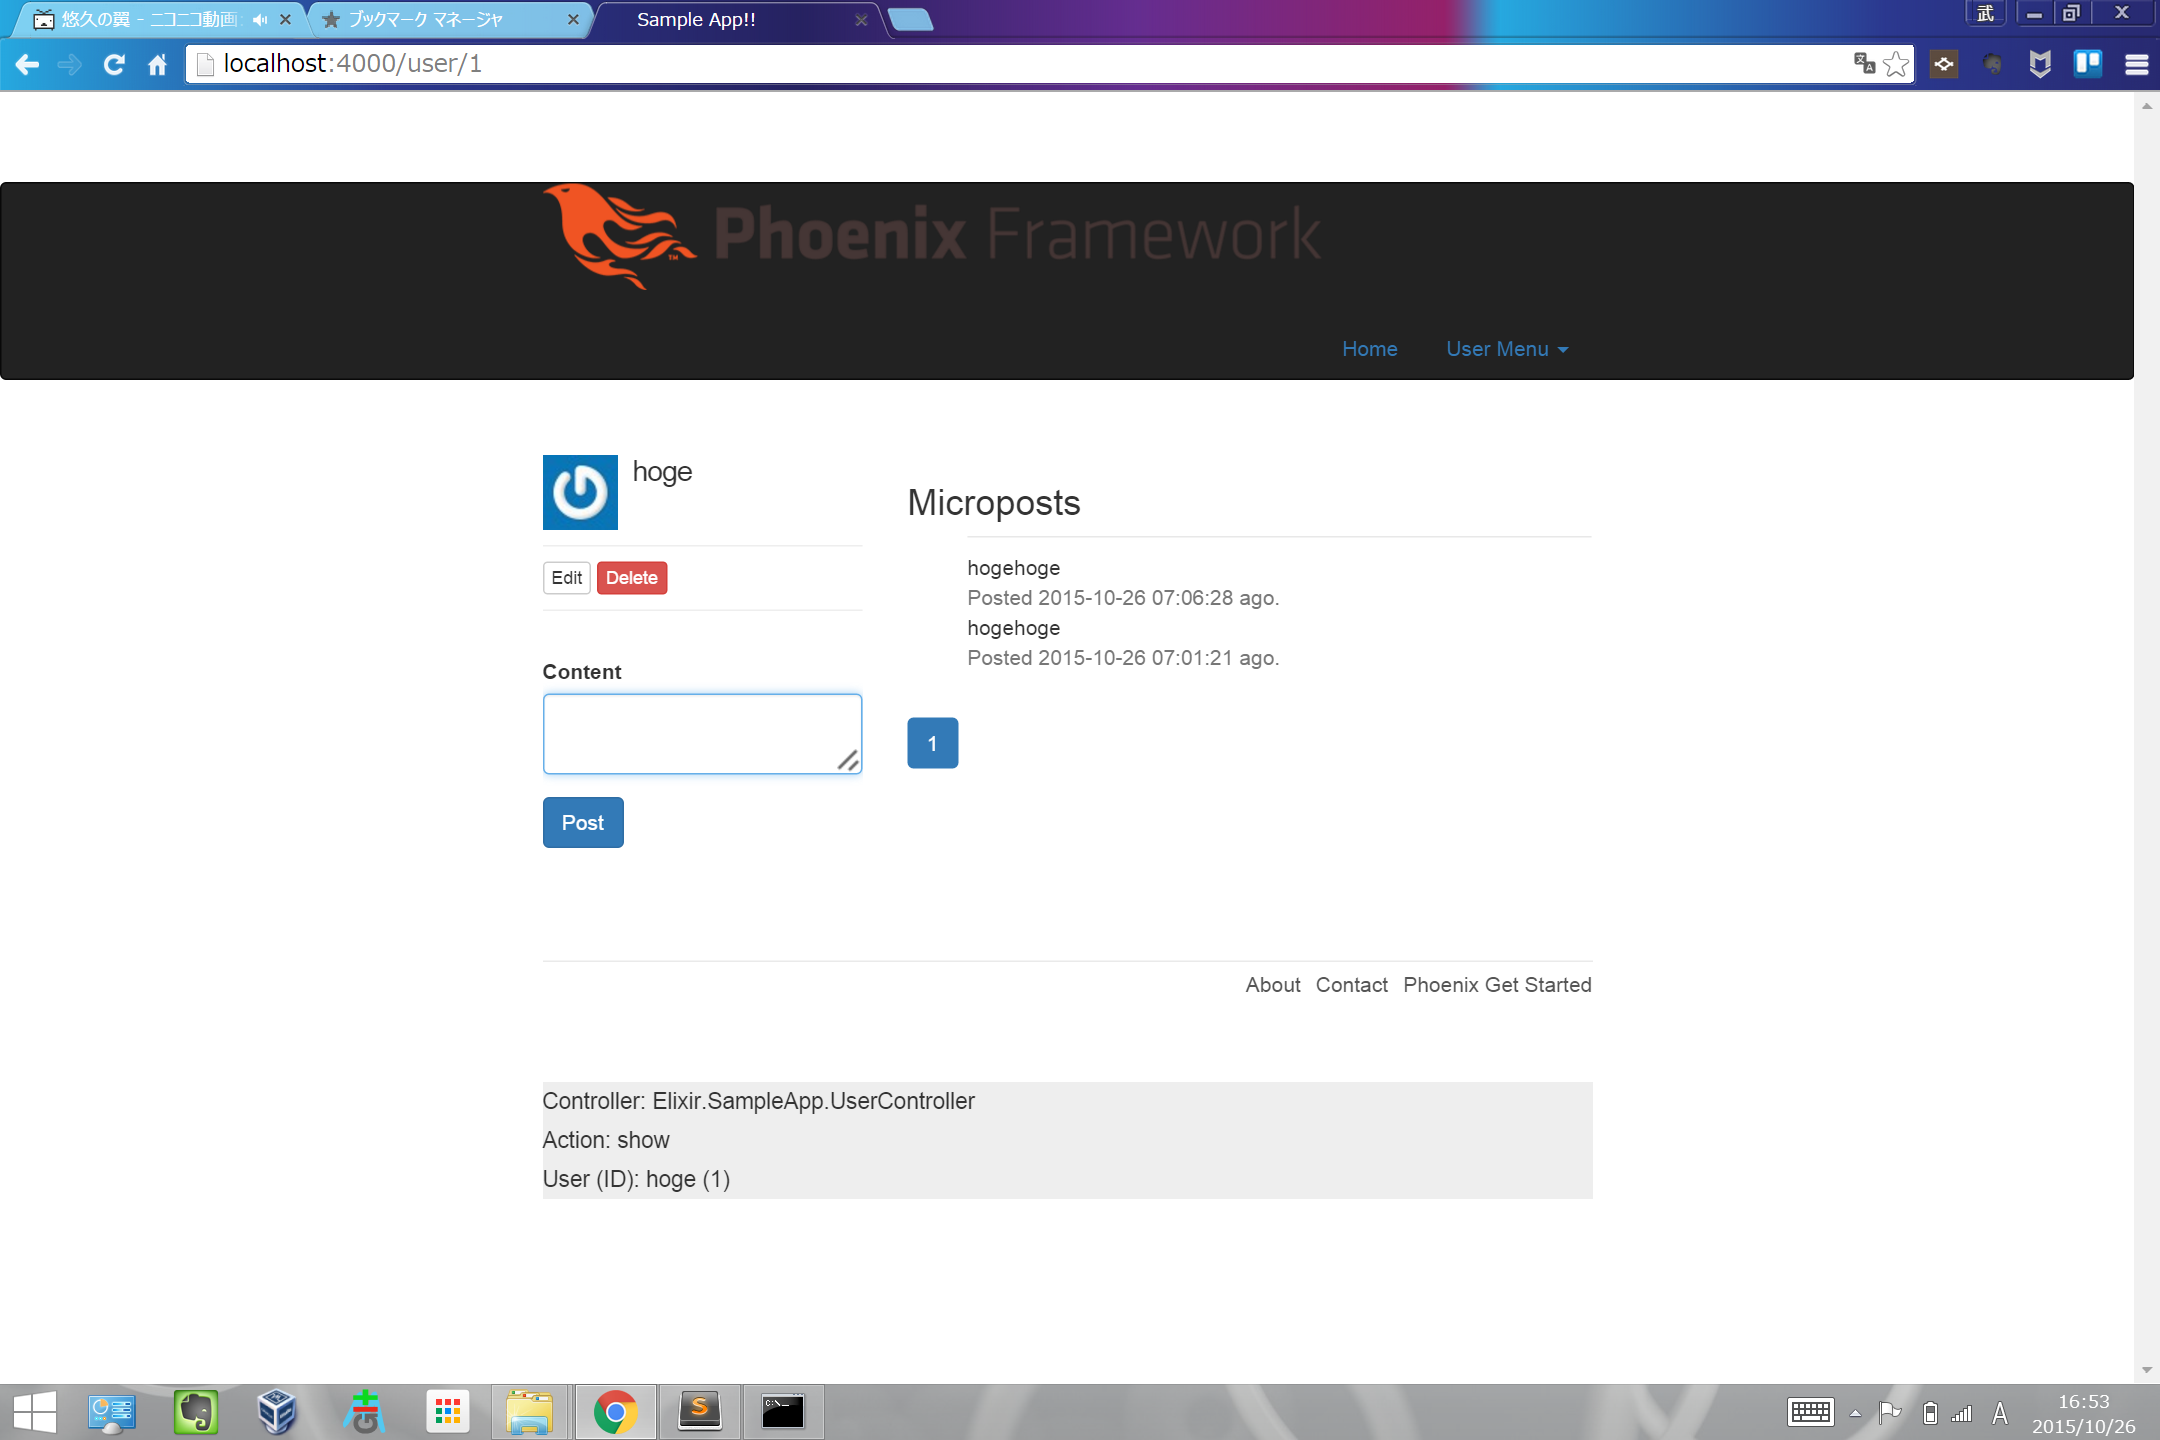 悠久の翼 - ニコニコ動画
ブックマーク マネージャ
Sample App!!
武
localhost:4000/user/1
Phoenix Framework
TM
Home
User Menu
hoge
Edit
Delete
Content
Post
Microposts
hogehoge
Posted 2015-10-26 07:06:28 ago.
hogehoge
Posted 2015-10-26 07:01:21 ago.
1
About Contact Phoenix Get Started
Controller: Elixir.SampleApp.UserController
Action: show
User (ID): hoge (1)
A
16:53
2015/10/26